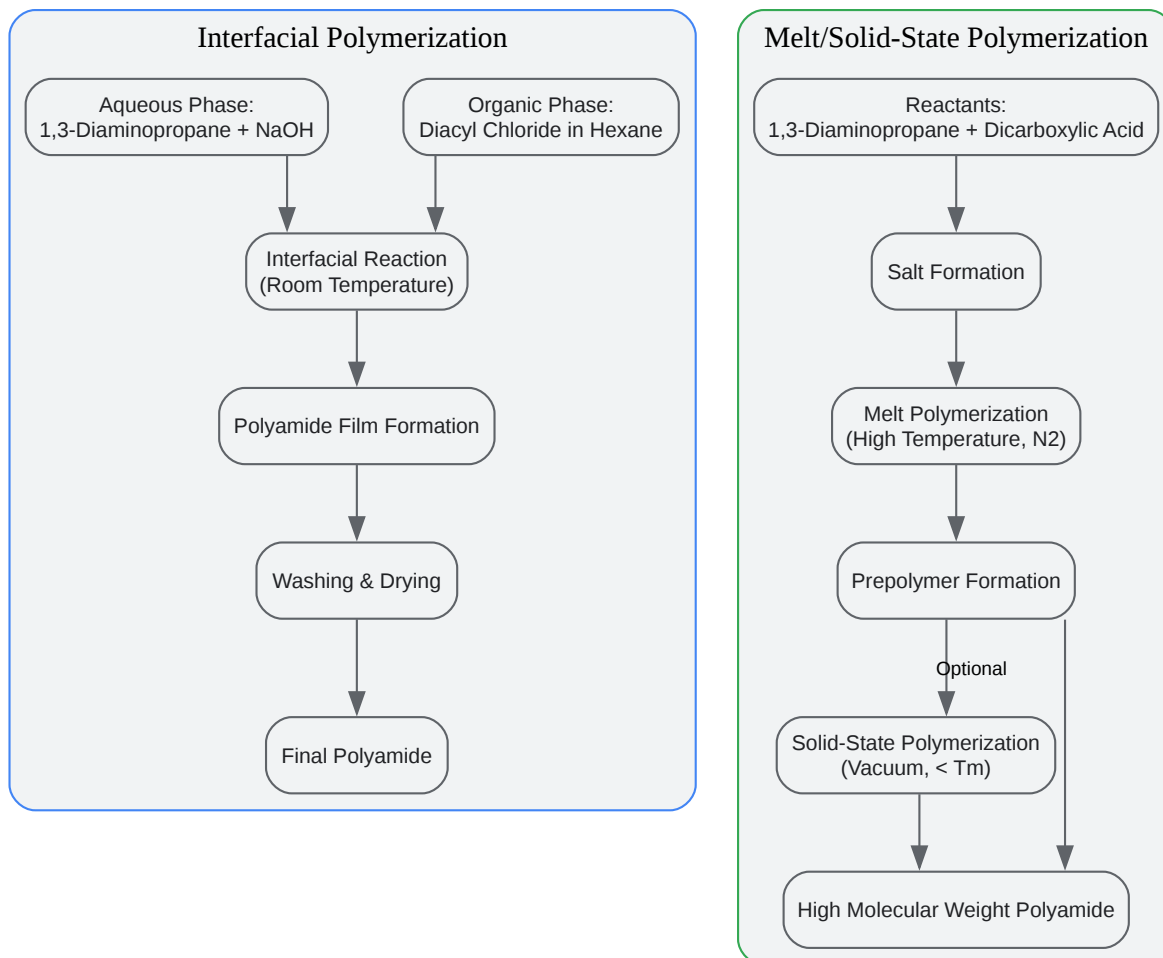 Interfacial Polymerization
Aqueous Phase:
1,3-Diaminopropane + NaOH
Organic Phase:
Diacyl Chloride in Hexane
Interfacial Reaction
(Room Temperature)
Polyamide Film Formation
Washing & Drying
Final Polyamide
Melt/Solid-State Polymerization
Reactants:
1,3-Diaminopropane + Dicarboxylic Acid
Salt Formation
Melt Polymerization
(High Temperature, N2)
Prepolymer Formation
Optional
Solid-State Polymerization
(Vacuum, < Tm)
High Molecular Weight Polyamide